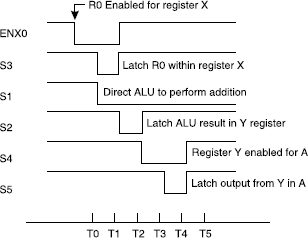 R0 Enabled for register X
ENX0
S3
Latch R0 within register X
S1
Direct ALU to perform addition
S2
Latch ALU result in Y register
S4
Register Y enabled for A
S5
Latch output from Y in A
T0 T1 T2 T3 T4 T5